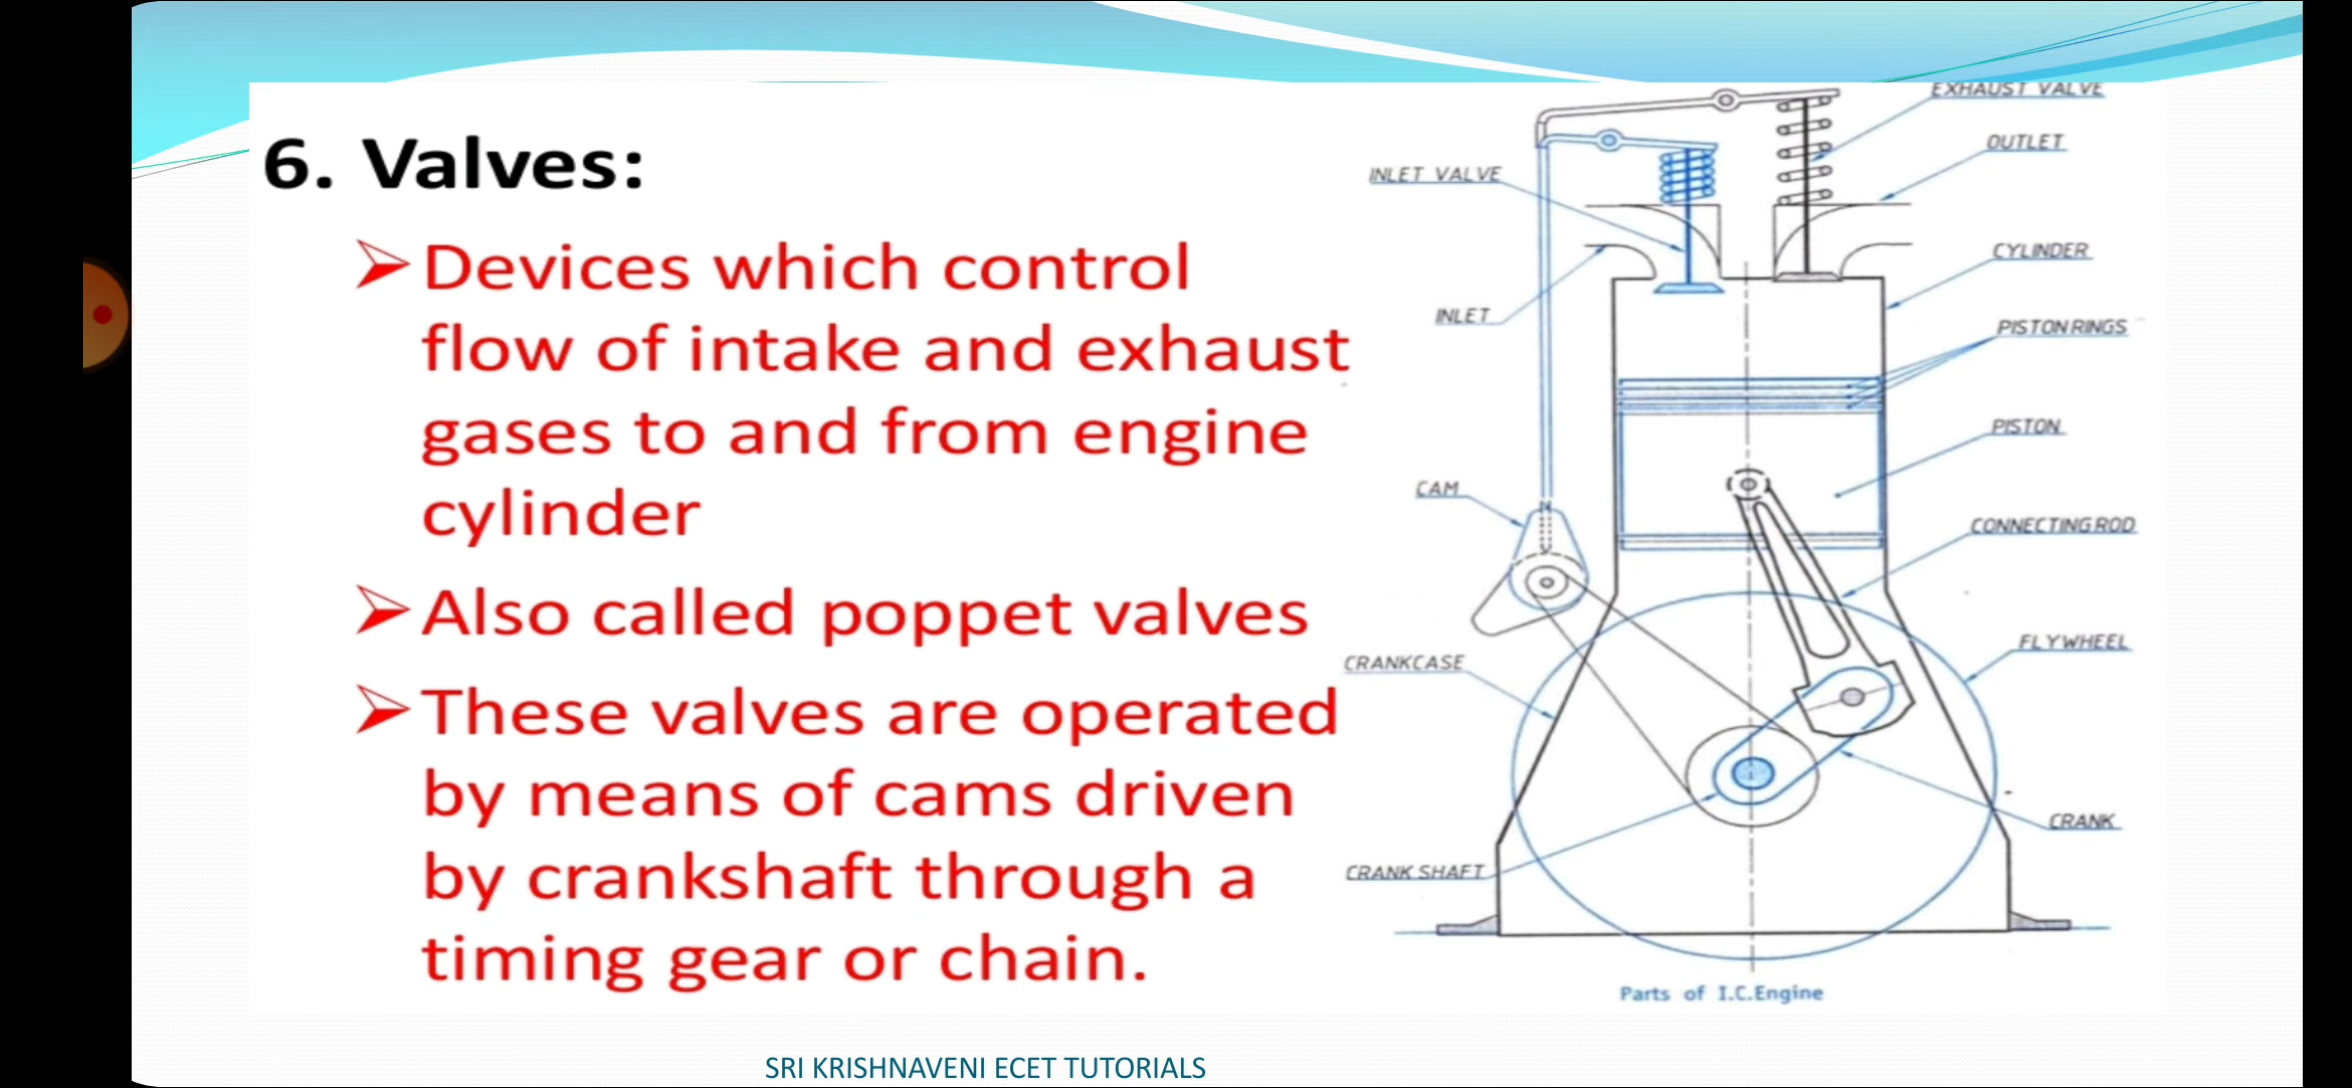 6. Valves:
Devices which control
flow of intake and exhaust
gases to and from engine
cylinder
Also called poppet valves
These valves are operated
by means of cams driven
by crankshaft through a
timing gear or chain.
EXHAUST VALVE
OUTLET
INLET VALVE
CYLINDER
INLET
PISTON RINGS
PISTON
CAM
CONNECTING ROD
FLYWHEEL
CRANKCASE
CRANK
CRANK SHAFT
Parts of I.C.Engine
SRI KRISHNAVENI ECET TUTORIALS